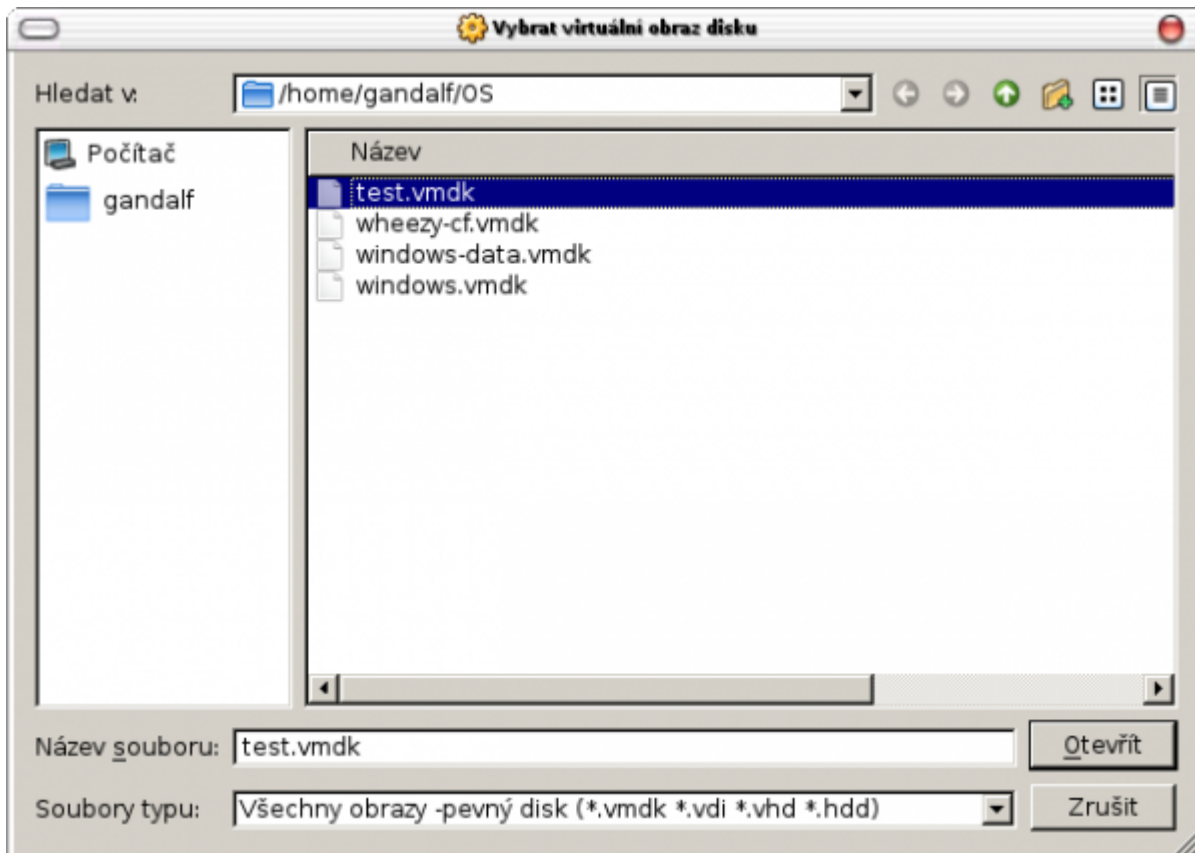 Vybrat virtuální obraz disku
Hledat v:
/home/gandalf/OS
Počítač
gandalf
Název
test.vmdk
wheezy-cf.vmdk
windows-data.vmdk
windows.vmdk
Název souboru:
test.vmdk
Otevřít
Soubory typu:
Všechny obrazy -pevný disk (*.vmdk *.vdi *.vhd *.hdd)
Zrušit